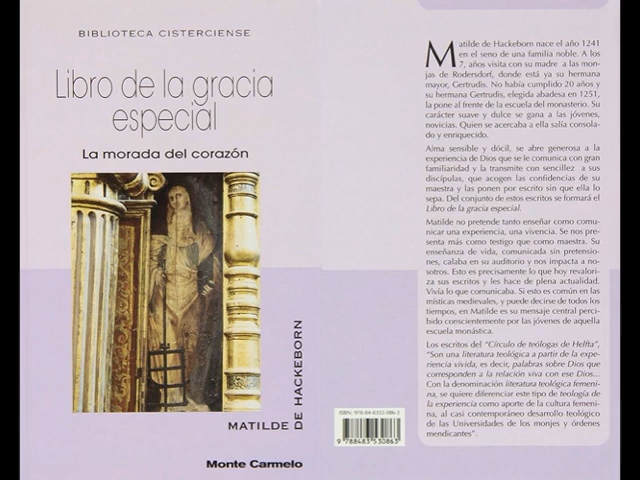 BIBLIOTECA CISTERCIENSE
Libro de la gracia
especial
La morada del corazón
MATILDE
DE HACKEBORN
Monte Carmelo
Matilde de Hackeborn nace el año 1241
en el seno de una familia noble. A los
7, años visita con su madre a las mon-
jas de Rodersdorf, donde está ya su hermana
mayor, Gertrudis. No había cumplido 20 años y
su hermana Gertrudis, elegida abadesa en 1251,
la pone al frente de la escuela del monasterio. Su
carácter suave y dulce se gana a las jóvenes,
novicias. Quien se acercaba a ella salía consola-
do y enriquecido.
Alma sensible y dócil, se abre generosa a la
experiencia de Dios que se le comunica con gran
familiaridad y la transmite con sencillez a sus
discípulas, que acogen las confidencias de su
maestra y las ponen por escrito sin que ella lo
sepa. Del conjunto de estos escritos se formará el
Libro de la gracia especial.
Matilde no pretende tanto enseñar como comu-
nicar una experiencia, una vivencia. Se nos pre-
senta más como testigo que como maestra. Su
enseñanza de vida, comunicada sin pretensio-
nes, calaba en su auditorio y nos impacta a no-
sotros. Esto es precisamente lo que hoy revalori-
za sus escritos y les hace de plena actualidad.
Vivía lo que comunicaba. Si esto es común en las
místicas medievales, y puede decirse de todos los
tiempos, en Matilde es su mensaje central perci-
bido conscientemente por las jóvenes de aquella
escuela monástica.
Los escritos del "Círculo de teólogas de Helfta",
"Son una literatura teológica a partir de la expe-
riencia vivida, es decir, palabras sobre Dios que
corresponden a la relación viva con ese Dios...
Con la denominación literatura teológica femeni-
na, se quiere diferenciar este tipo de teología de
la experiencia como aporte de la cultura femeni-
na, al casi contemporáneo desarrollo teológico
de las Universidades de los monjes y órdenes
mendicantes".
ISBN: 978-84-8353-086-3
9 788483 530863